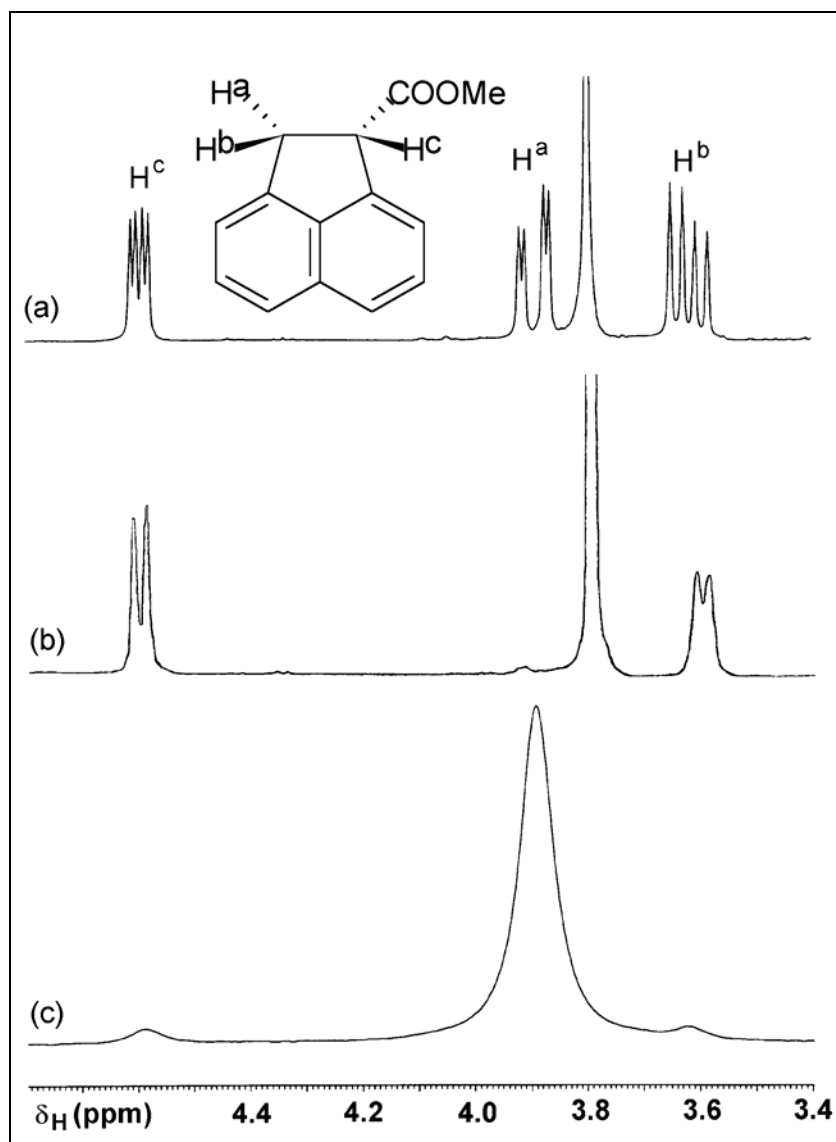 Hᵃ
COOMe
Hᵇ
Hᶜ
Hᶜ
Hᵃ
Hᵇ
(a)
(b)
(c)
δH (ppm) 4.4 4.2 4.0 3.8 3.6 3.4